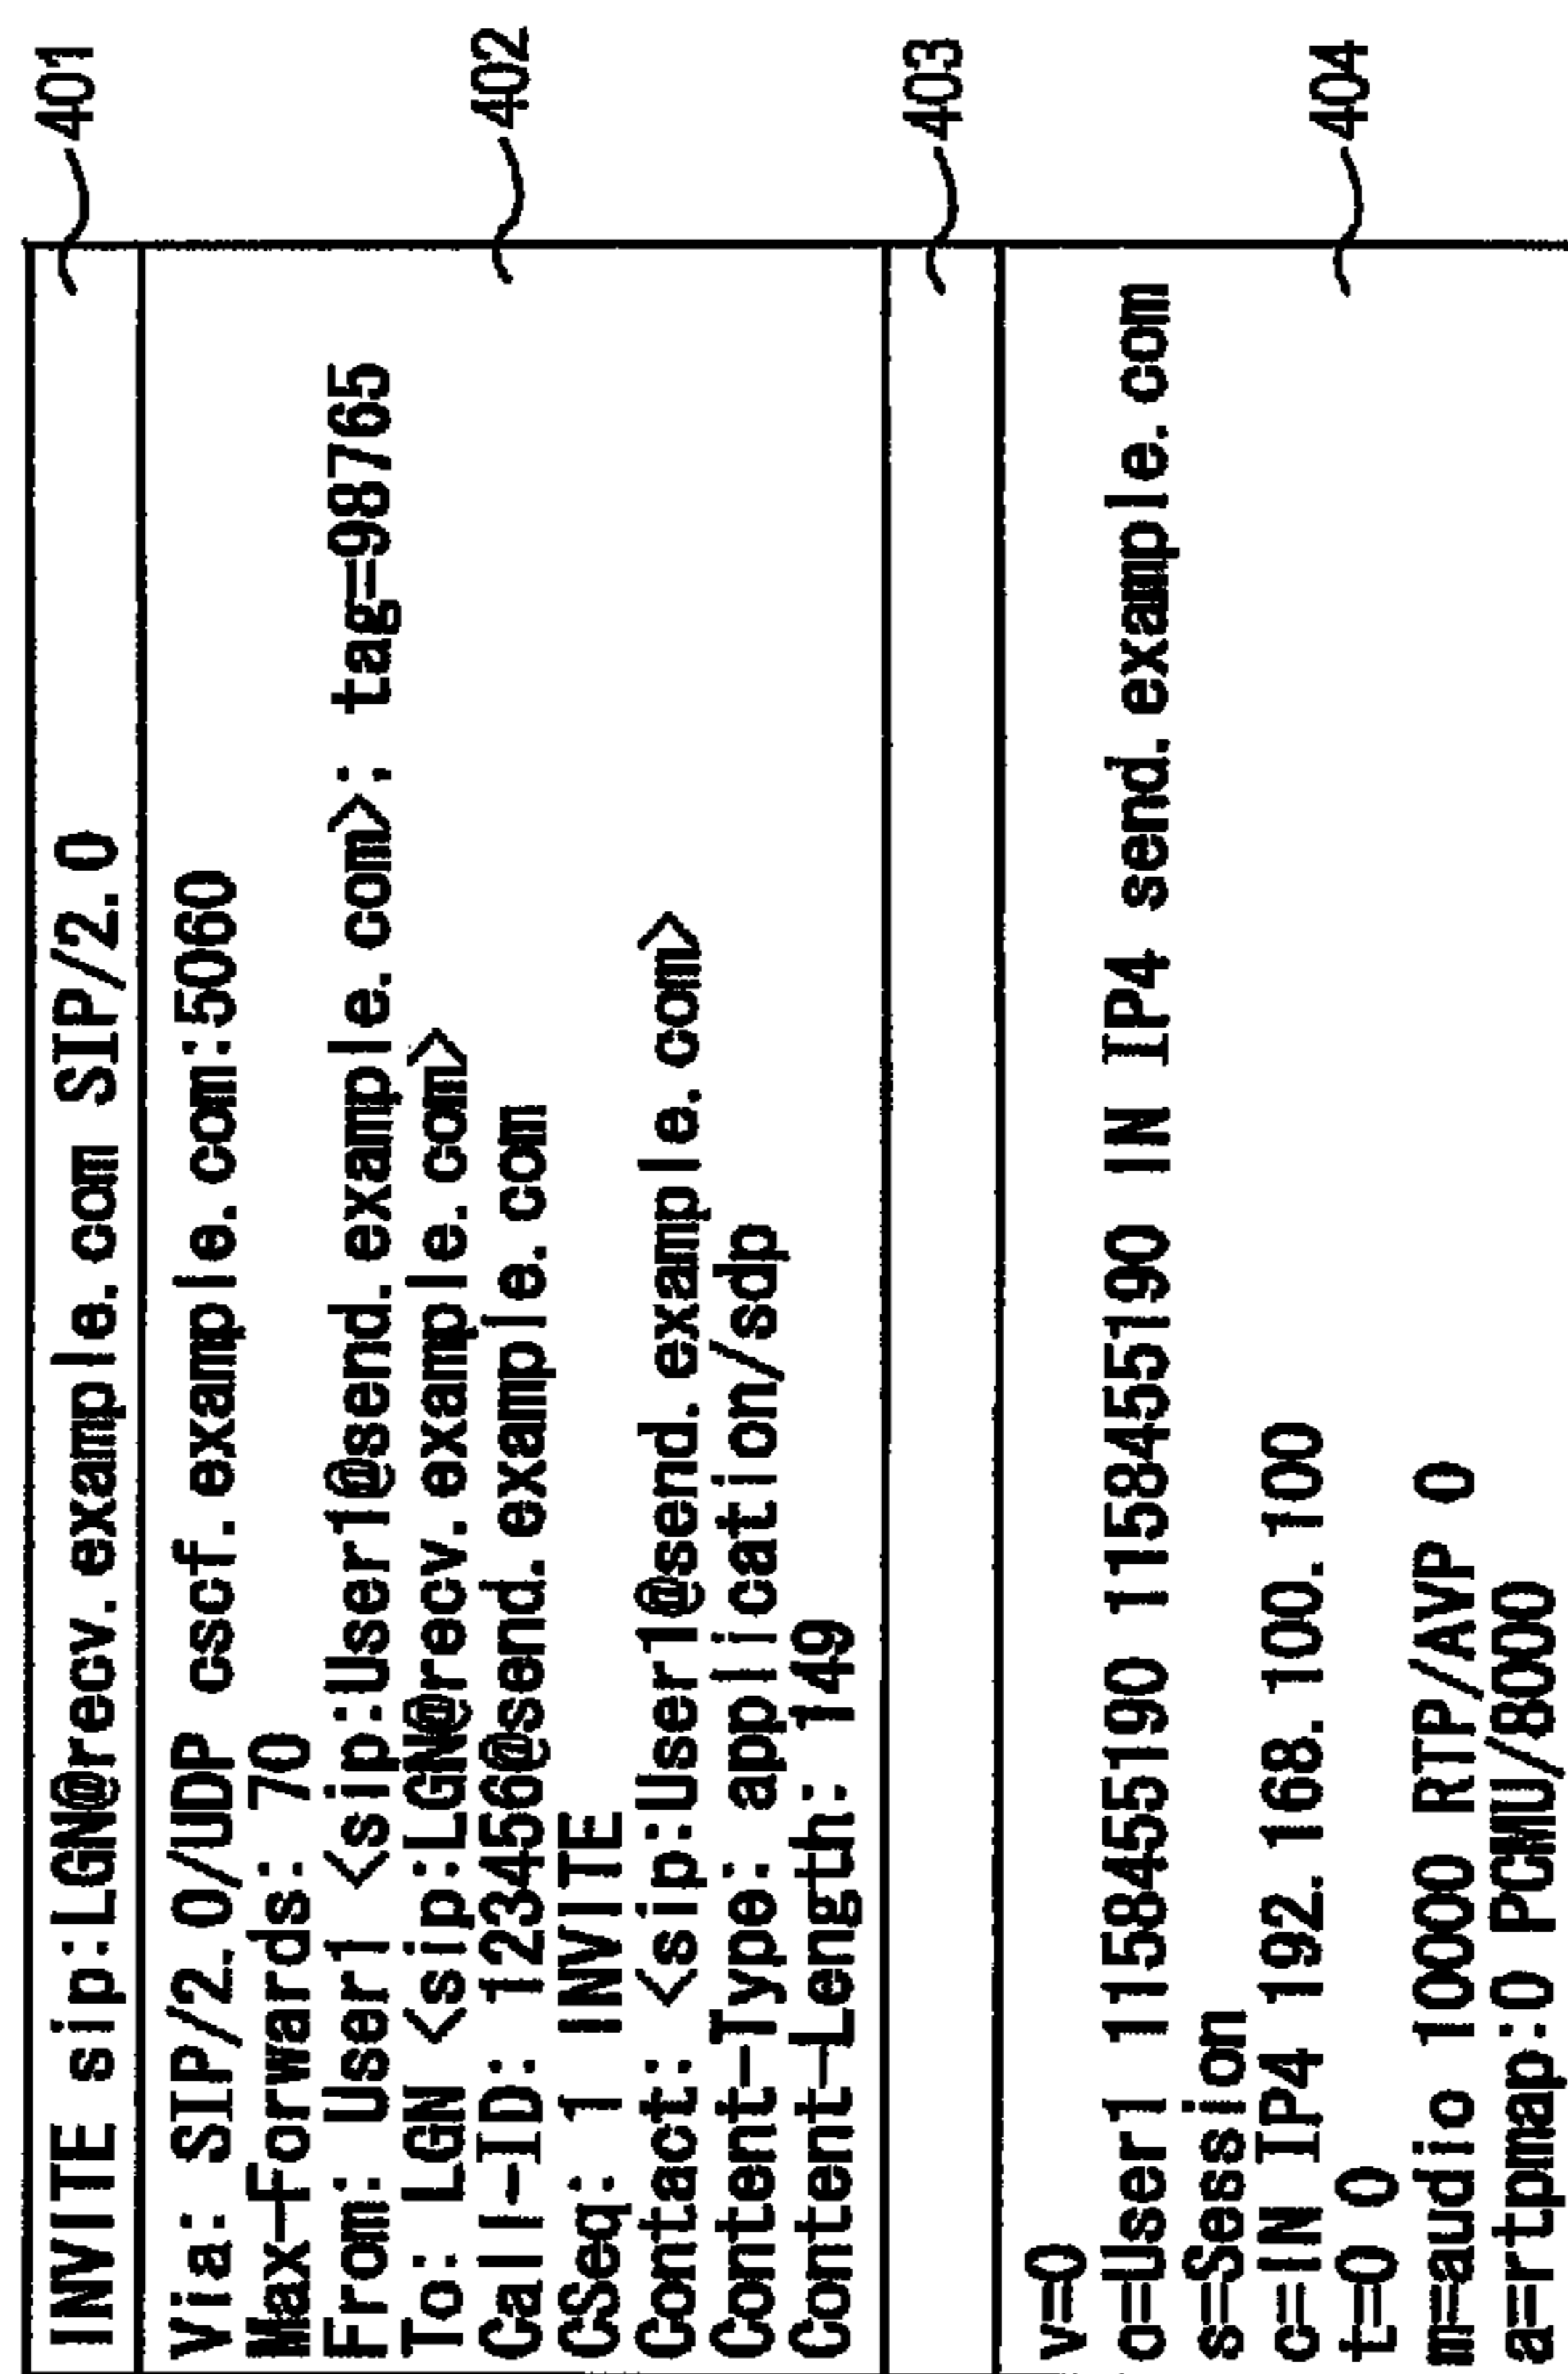 INVITE sip:LGN@recv.example.com SIP/2.0
401
Via: SIP/2.0/UDP cscf.example.com:5060
Max-Forwards: 70
From: User1 <sip:User1@send.example.com>; tag=98765
To: LGN <sip:LGN@recv.example.com>
Call-ID: 123456@send.example.com
CSeq: 1 INVITE
Contact: <sip:User1@send.example.com>
Content-Type: application/sdp
Content-Length: 149
402
403
v=0
o=User1 1158455190 1158455190 IN IP4 send.example.com
s=Session
c=IN IP4 192.168.100.100
t=0 0
m=audio 10000 RTP/AVP 0
a=rtpmap:0 PCMU/8000
404